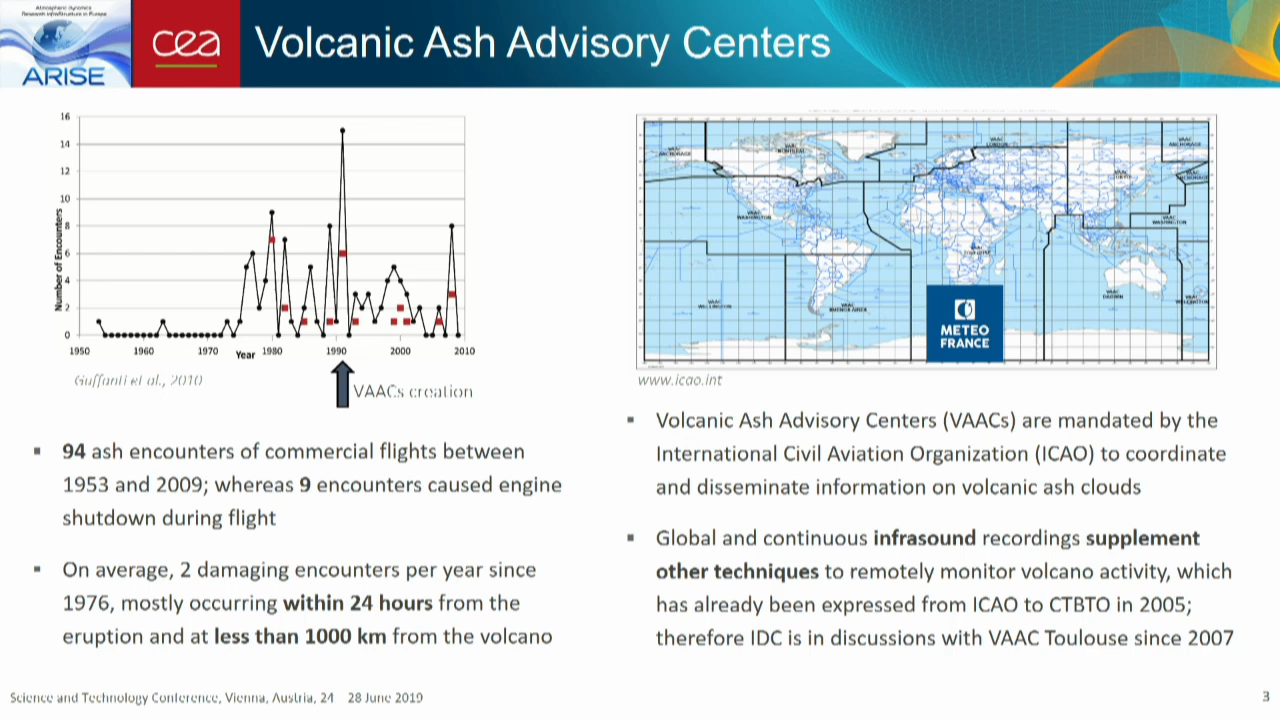 Atmospheric dynamics
Research Infrastructure in Europe
ARISE
cea
Volcanic Ash Advisory Centers
16
14
12
10
8
6
4
2
0
Number of Encounters
1950
1960
1970
1980
1990
2000
2010
Year
Guffanti et al., 2010
VAACs creation
▪ 94 ash encounters of commercial flights between
1953 and 2009; whereas 9 encounters caused engine
shutdown during flight
▪ On average, 2 damaging encounters per year since
1976, mostly occurring within 24 hours from the
eruption and at less than 1000 km from the volcano
VAAC
ANCHORAGE
VAAC
MONTREAL
VAAC
LONDON
VAAC
ANCHORAGE
VAAC
TOKYO
VAAC
WASHINGTON
VAAC
WASHINGTON
VAAC
TOULOUSE
VAAC
WELLINGTON
VAAC
BUENOS AIRES
VAAC
DARWIN
VAAC
WELLINGTON
METEO
FRANCE
www.icao.int
▪ Volcanic Ash Advisory Centers (VAACs) are mandated by the
International Civil Aviation Organization (ICAO) to coordinate
and disseminate information on volcanic ash clouds
▪ Global and continuous infrasound recordings supplement
other techniques to remotely monitor volcano activity, which
has already been expressed from ICAO to CTBTO in 2005;
therefore IDC is in discussions with VAAC Toulouse since 2007
Science and Technology Conference, Vienna, Austria, 24 28 June 2019
3